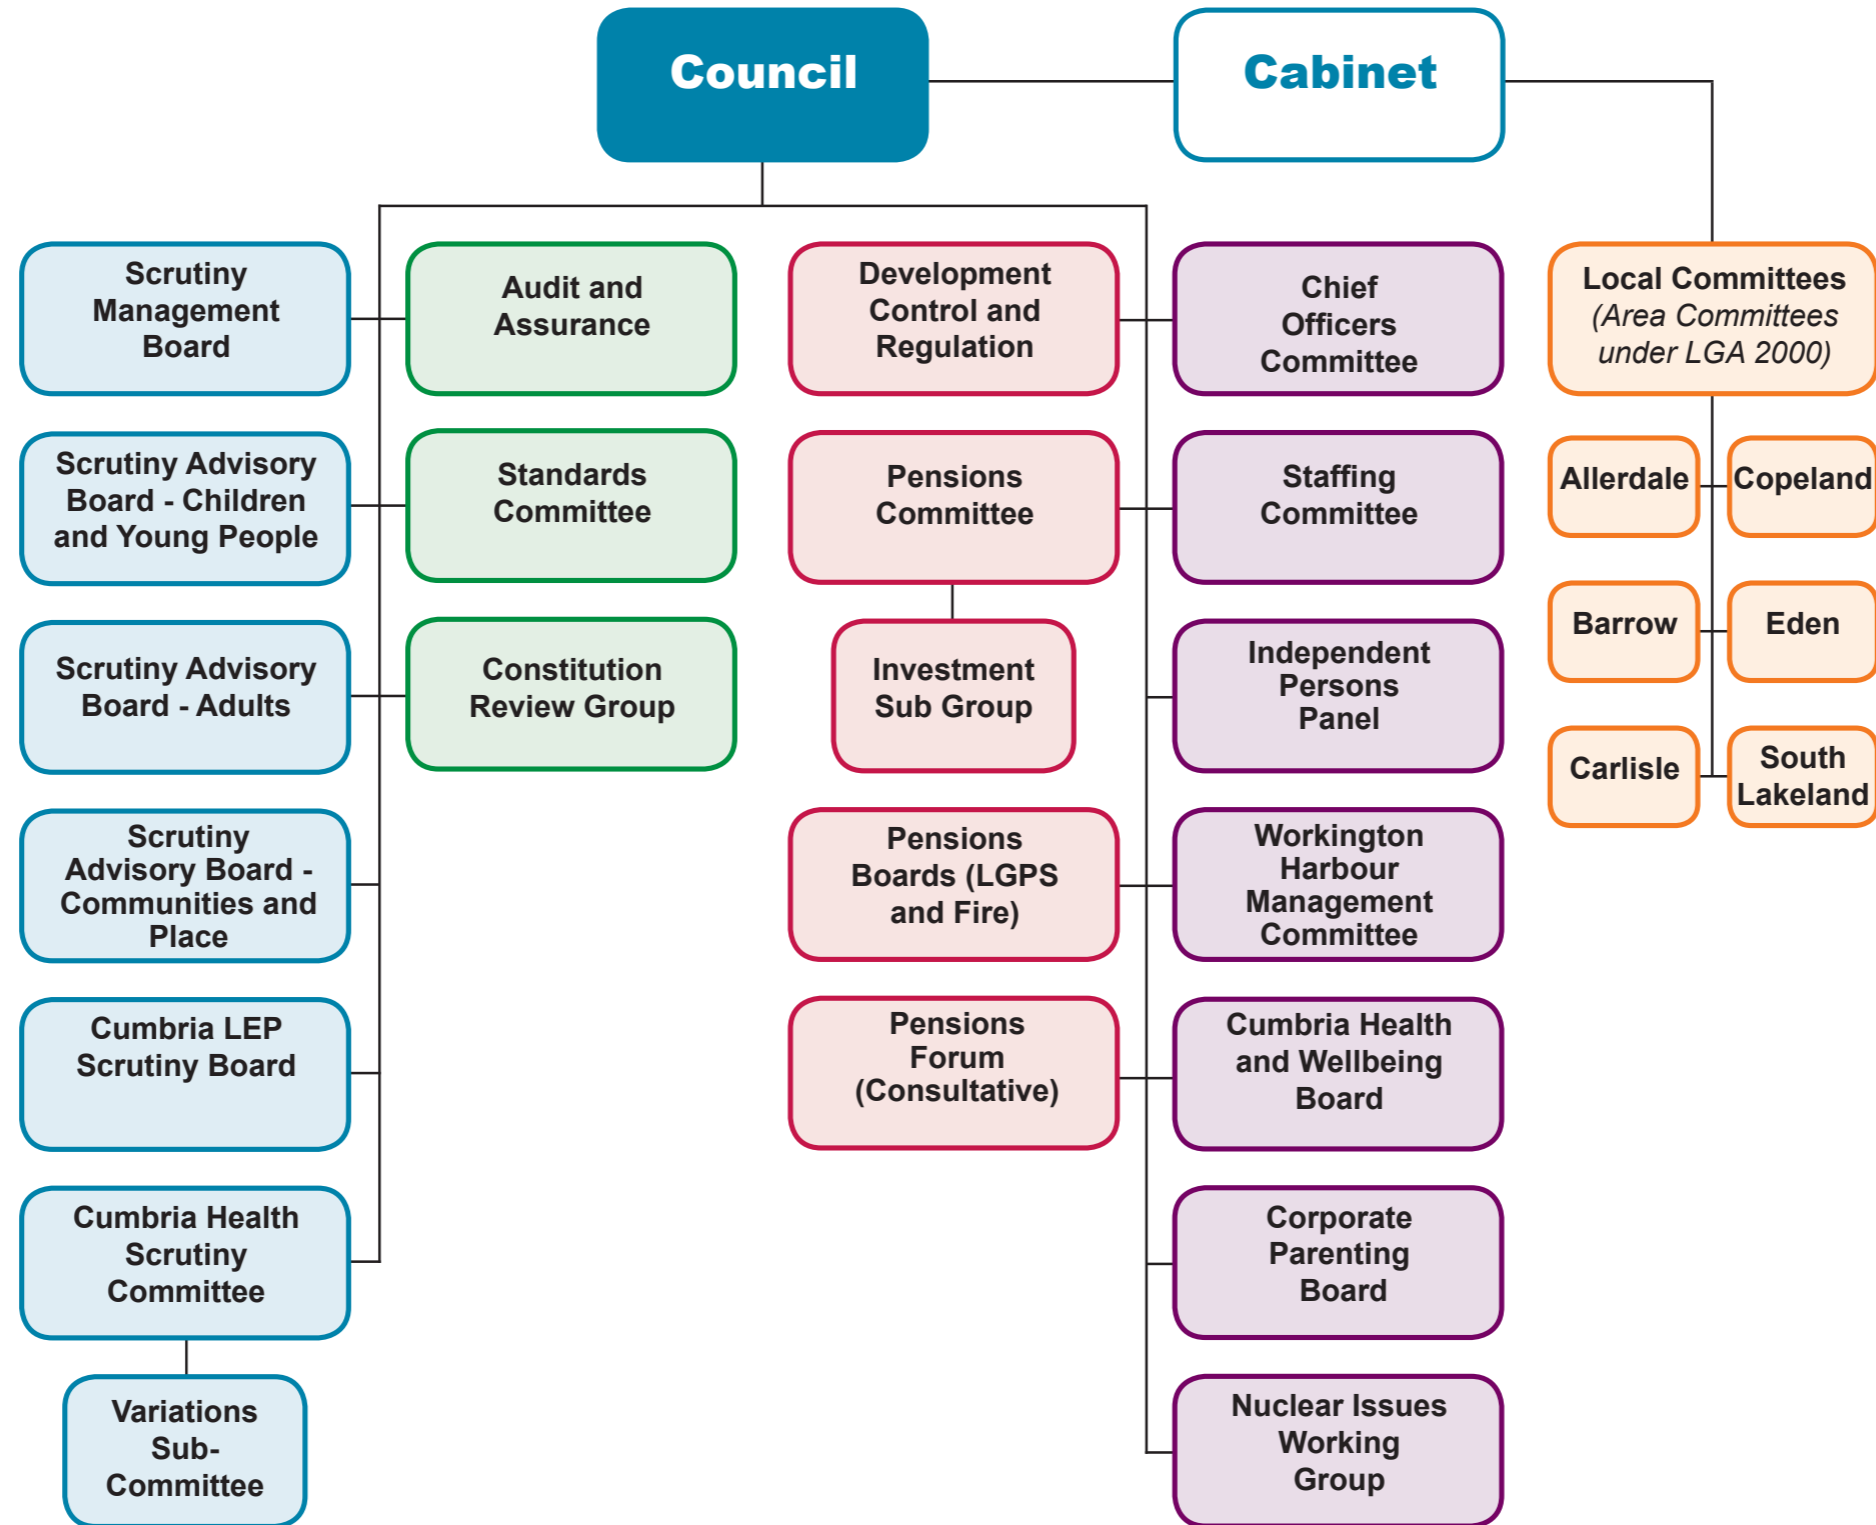 Council
Cabinet
Scrutiny
Management
Board
Audit and
Assurance
Development
Control and
Regulation
Chief
Officers
Committee
Local Committees
(Area Committees
under LGA 2000)
Scrutiny Advisory
Board - Children
and Young People
Standards
Committee
Pensions
Committee
Staffing
Committee
Allerdale
Copeland
Scrutiny Advisory
Board - Adults
Constitution
Review Group
Investment
Sub Group
Independent
Persons
Panel
Barrow
Eden
Scrutiny
Advisory Board -
Communities and
Place
Pensions
Boards (LGPS
and Fire)
Workington
Harbour
Management
Committee
Carlisle
South
Lakeland
Cumbria LEP
Scrutiny Board
Pensions
Forum
(Consultative)
Cumbria Health
and Wellbeing
Board
Cumbria Health
Scrutiny
Committee
Corporate
Parenting
Board
Variations
Sub-
Committee
Nuclear Issues
Working
Group